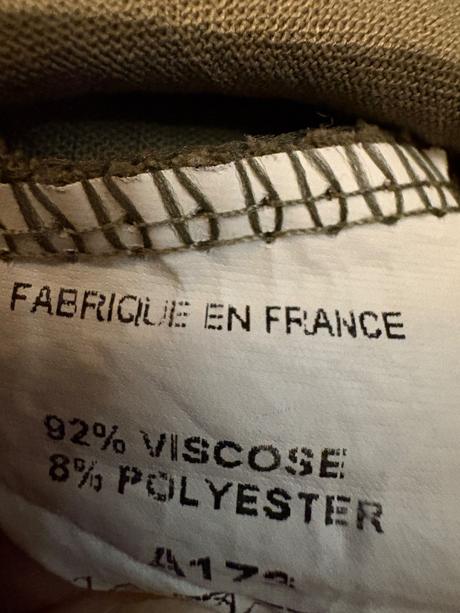 FABRIQUE EN FRANCE
92% VISCOSE
8% POLYESTER